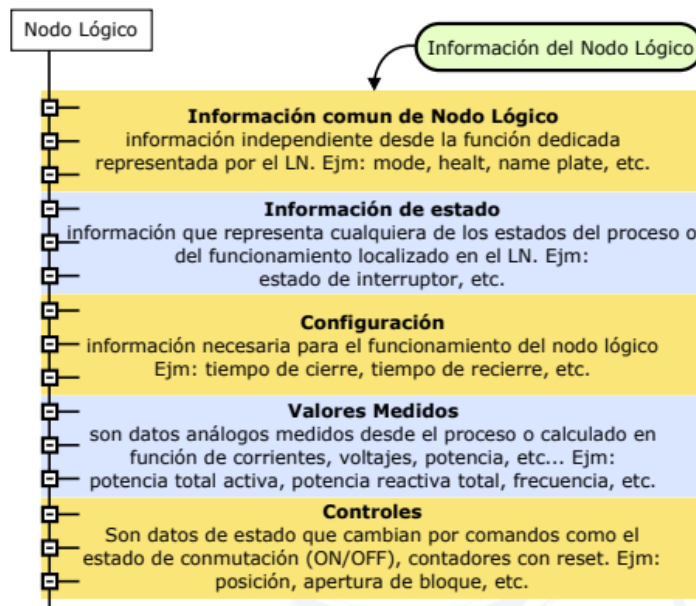 Nodo Lógico
Información del Nodo Lógico
Información comun de Nodo Lógico
información independiente desde la función dedicada
representada por el LN. Ejm: mode, healt, name plate, etc.
Información de estado
información que representa cualquiera de los estados del proceso o
del funcionamiento localizado en el LN. Ejm:
estado de interruptor, etc.
Configuración
información necesaria para el funcionamiento del nodo lógico
Ejm: tiempo de cierre, tiempo de recierre, etc.
Valores Medidos
son datos análogos medidos desde el proceso o calculado en
función de corrientes, voltajes, potencia, etc... Ejm:
potencia total activa, potencia reactiva total, frecuencia, etc.
Controles
Son datos de estado que cambian por comandos como el
estado de conmutación (ON/OFF), contadores con reset. Ejm:
posición, apertura de bloque, etc.